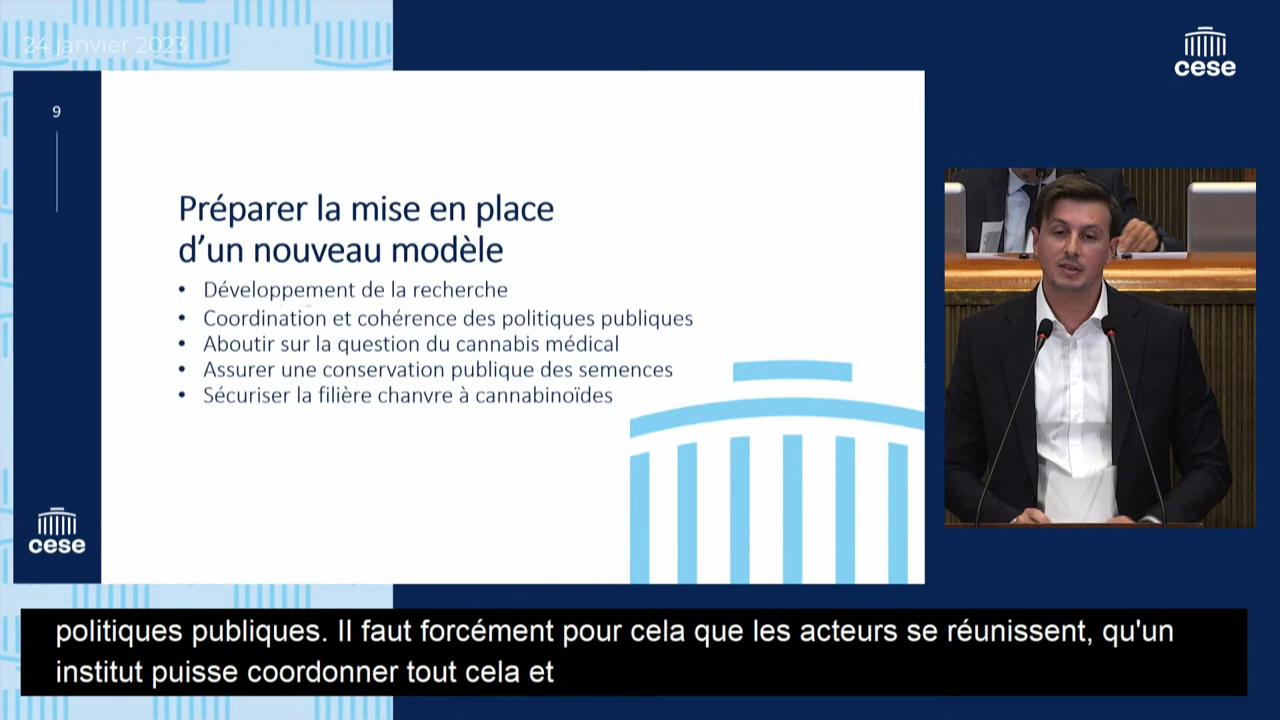 24 janvier 2023
cese
9
Préparer la mise en place
d’un nouveau modèle
• Développement de la recherche
• Coordination et cohérence des politiques publiques
• Aboutir sur la question du cannabis médical
• Assurer une conservation publique des semences
• Sécuriser la filière chanvre à cannabinoïdes
cese
politiques publiques. Il faut forcément pour cela que les acteurs se réunissent, qu'un
institut puisse coordonner tout cela et